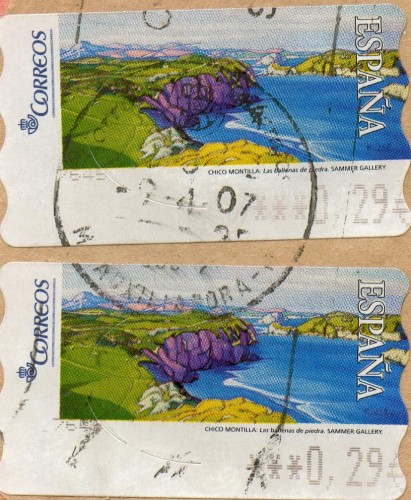 CORREOS
ESPAÑA
CHICO MONTILLA: Las ballenas de piedra. SAMMER GALLERY.
-2-4-07
***0,29€
AUXILIADORA
CORREOS
ESPAÑA
CHICO MONTILLA: Las ballenas de piedra. SAMMER GALLERY.
***0,29€